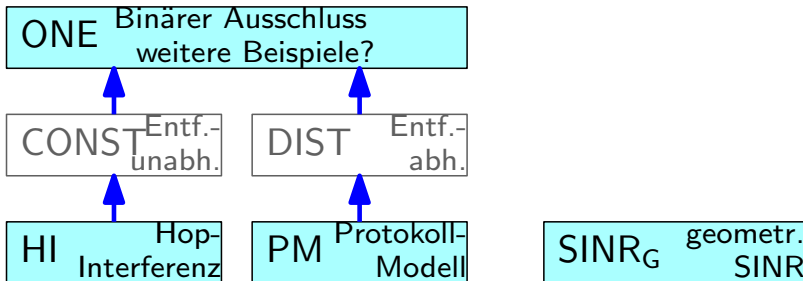 ONE Binärer Ausschluss
weitere Beispiele?
CONST Entf.-
unabh.
DIST Entf.-
abh.
HI Hop-
Interferenz
PM Protokoll-
Modell
SINR_G geometr.
SINR